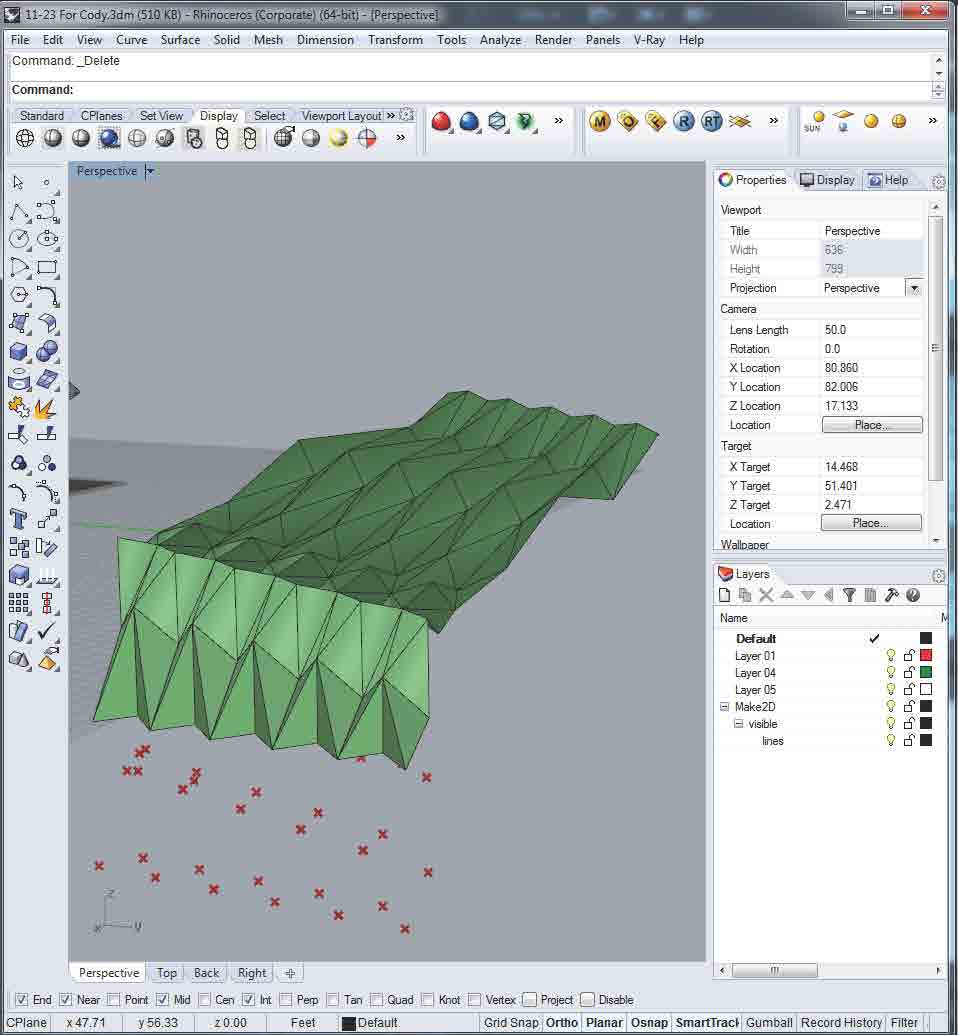 11-23 For Cody.3dm (510 KB) - Rhinoceros (Corporate) (64-bit) - [Perspective]
File Edit View Curve Surface Solid Mesh Dimension Transform Tools Analyze Render Panels V-Ray Help
Command: _Delete
Command:
Standard CPlanes Set View Display Select Viewport Layout »
» M R RT » SUN »
»
Perspective
Properties Display Help
Viewport
Title Perspective
Width 636
Height 799
Projection Perspective
Camera
Lens Length 50.0
Rotation 0.0
X Location 80.860
Y Location 82.006
Z Location 17.133
Location Place...
Target
X Target 14.468
Y Target 51.401
Z Target 2.471
Location Place...
Wallpaper
Layers
Name M
Default
Layer 01
Layer 04
Layer 05
Make2D
visible
lines
z
x y
Perspective Top Back Right
End Near Point Mid Cen Int Perp Tan Quad Knot Vertex Project Disable
CPlane x 47.71 y 56.33 z 0.00 Feet Default Grid Snap Ortho Planar Osnap SmartTrack Gumball Record History Filter